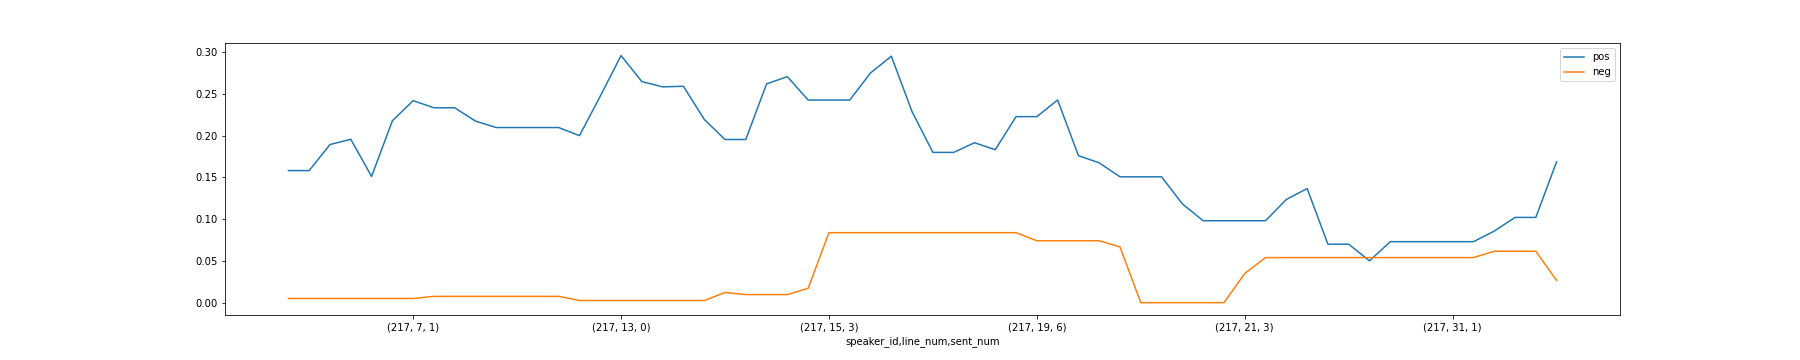 0.30
0.25
0.20
0.15
0.10
0.05
0.00
pos
neg
(217, 7, 1) (217, 13, 0) (217, 15, 3) (217, 19, 6) (217, 21, 3) (217, 31, 1)
speaker_id,line_num,sent_num